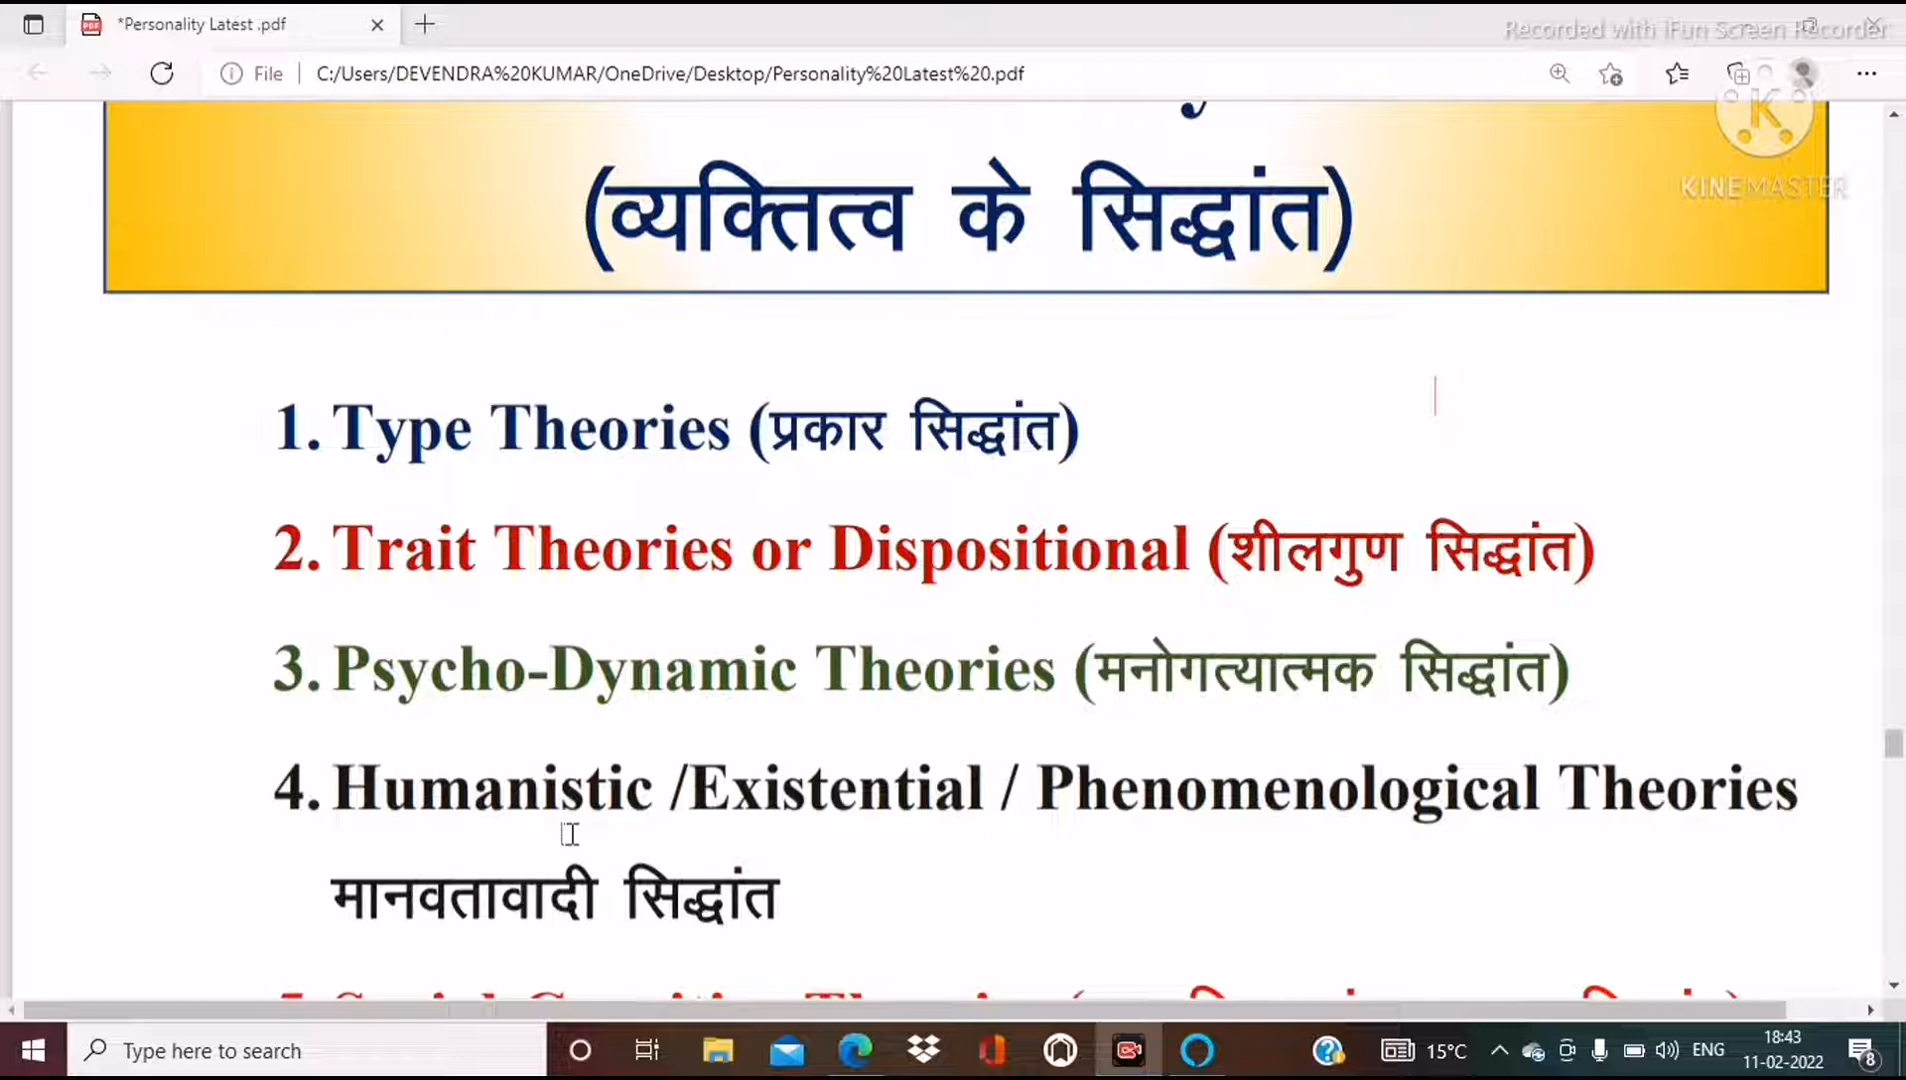 *Personality Latest .pdf
Recorded with iFun Screen Recorder
File | C:/Users/DEVENDRA%20KUMAR/OneDrive/Desktop/Personality%20Latest%20.pdf
K
KINEMASTER
(व्यक्तित्व के सिद्धांत)
1. Type Theories (प्रकार सिद्धांत)
2. Trait Theories or Dispositional (शीलगुण सिद्धांत)
3. Psycho-Dynamic Theories (मनोगत्यात्मक सिद्धांत)
4. Humanistic /Existential / Phenomenological Theories
मानवतावादी सिद्धांत
Type here to search
15°C
ENG
18:43
11-02-2022
8